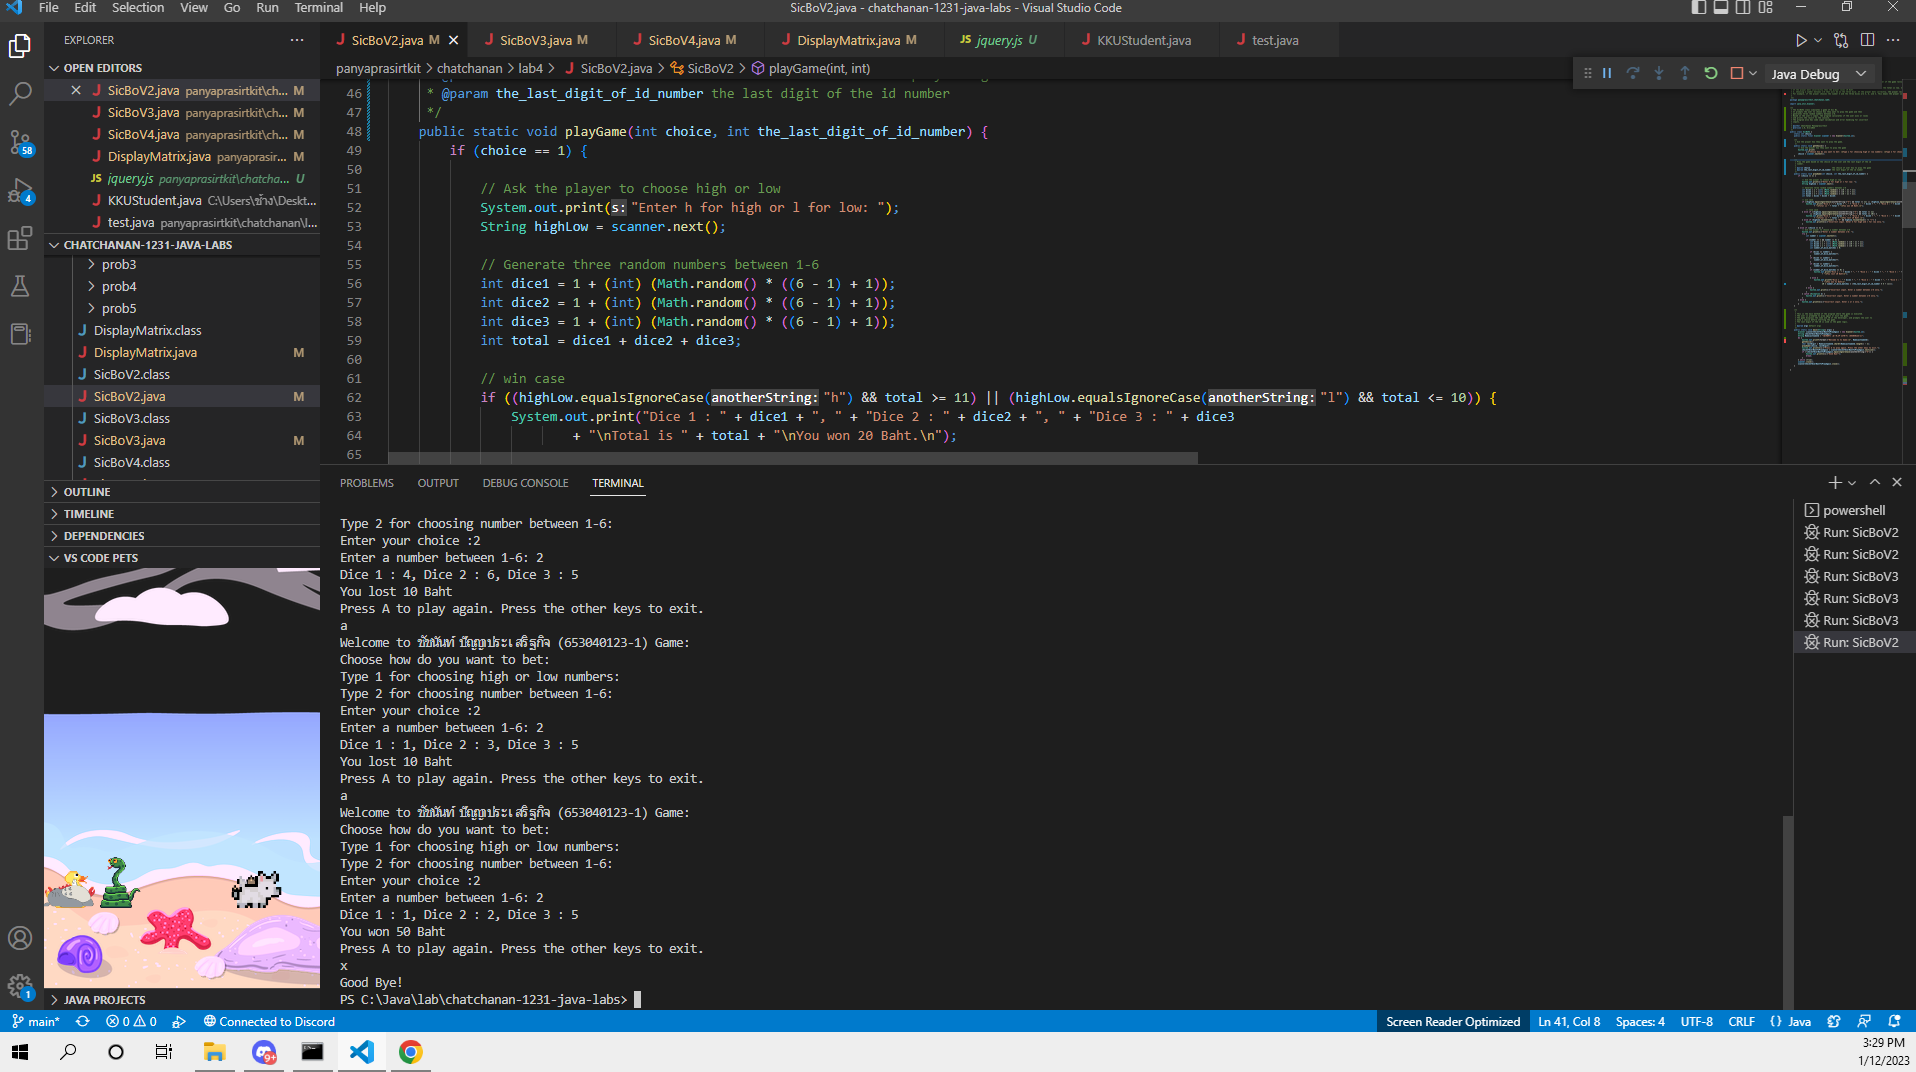 File Edit Selection View Go Run Terminal Help
SicBoV2.java - chatchanan-1231-java-labs - Visual Studio Code
EXPLORER
SicBoV2.java M
SicBoV3.java M
SicBoV4.java M
DisplayMatrix.java M
jquery.js U
KKUStudent.java
test.java
OPEN EDITORS
SicBoV2.java panyaprasirtkit\ch... M
SicBoV3.java panyaprasirtkit\ch... M
SicBoV4.java panyaprasirtkit\ch... M
DisplayMatrix.java panyaprasir... M
jquery.js panyaprasirtkit\chatcha... U
KKUStudent.java C:\Users\ช้าง\Deskt...
test.java panyaprasirtkit\chatchanan\l...
CHATCHANAN-1231-JAVA-LABS
prob3
prob4
prob5
DisplayMatrix.class
DisplayMatrix.java M
SicBoV2.class
SicBoV2.java M
SicBoV3.class
SicBoV3.java M
SicBoV4.class
OUTLINE
TIMELINE
DEPENDENCIES
VS CODE PETS
JAVA PROJECTS
panyaprasirtkit > chatchanan > lab4 > SicBoV2.java > SicBoV2 > playGame(int, int)
Java Debug
46 * @param the_last_digit_of_id_number the last digit of the id number
47 */
48 public static void playGame(int choice, int the_last_digit_of_id_number) {
49 if (choice == 1) {
50
51 // Ask the player to choose high or low
52 System.out.print(s: "Enter h for high or l for low: ");
53 String highLow = scanner.next();
54
55 // Generate three random numbers between 1-6
56 int dice1 = 1 + (int) (Math.random() * ((6 - 1) + 1));
57 int dice2 = 1 + (int) (Math.random() * ((6 - 1) + 1));
58 int dice3 = 1 + (int) (Math.random() * ((6 - 1) + 1));
59 int total = dice1 + dice2 + dice3;
60
61 // win case
62 if ((highLow.equalsIgnoreCase(anotherString: "h") && total >= 11) || (highLow.equalsIgnoreCase(anotherString: "l") && total <= 10)) {
63 System.out.print("Dice 1 : " + dice1 + ", " + "Dice 2 : " + dice2 + ", " + "Dice 3 : " + dice3
64 + "\nTotal is " + total + "\nYou won 20 Baht.\n");
65
PROBLEMS OUTPUT DEBUG CONSOLE TERMINAL
Type 2 for choosing number between 1-6:
Enter your choice :2
Enter a number between 1-6: 2
Dice 1 : 4, Dice 2 : 6, Dice 3 : 5
You lost 10 Baht
Press A to play again. Press the other keys to exit.
a
Welcome to ชัชนันท์ ปัญญาประเสริฐกิจ (653040123-1) Game:
Choose how do you want to bet:
Type 1 for choosing high or low numbers:
Type 2 for choosing number between 1-6:
Enter your choice :2
Enter a number between 1-6: 2
Dice 1 : 1, Dice 2 : 3, Dice 3 : 5
You lost 10 Baht
Press A to play again. Press the other keys to exit.
a
Welcome to ชัชนันท์ ปัญญาประเสริฐกิจ (653040123-1) Game:
Choose how do you want to bet:
Type 1 for choosing high or low numbers:
Type 2 for choosing number between 1-6:
Enter your choice :2
Enter a number between 1-6: 2
Dice 1 : 1, Dice 2 : 2, Dice 3 : 5
You won 50 Baht
Press A to play again. Press the other keys to exit.
x
Good Bye!
PS C:\Java\lab\chatchanan-1231-java-labs>
powershell
Run: SicBoV2
Run: SicBoV2
Run: SicBoV3
Run: SicBoV3
Run: SicBoV3
Run: SicBoV2
58
4
1
main* 0 0 Connected to Discord
Screen Reader Optimized Ln 41, Col 8 Spaces: 4 UTF-8 CRLF {} Java
9+
3:29 PM
1/12/2023